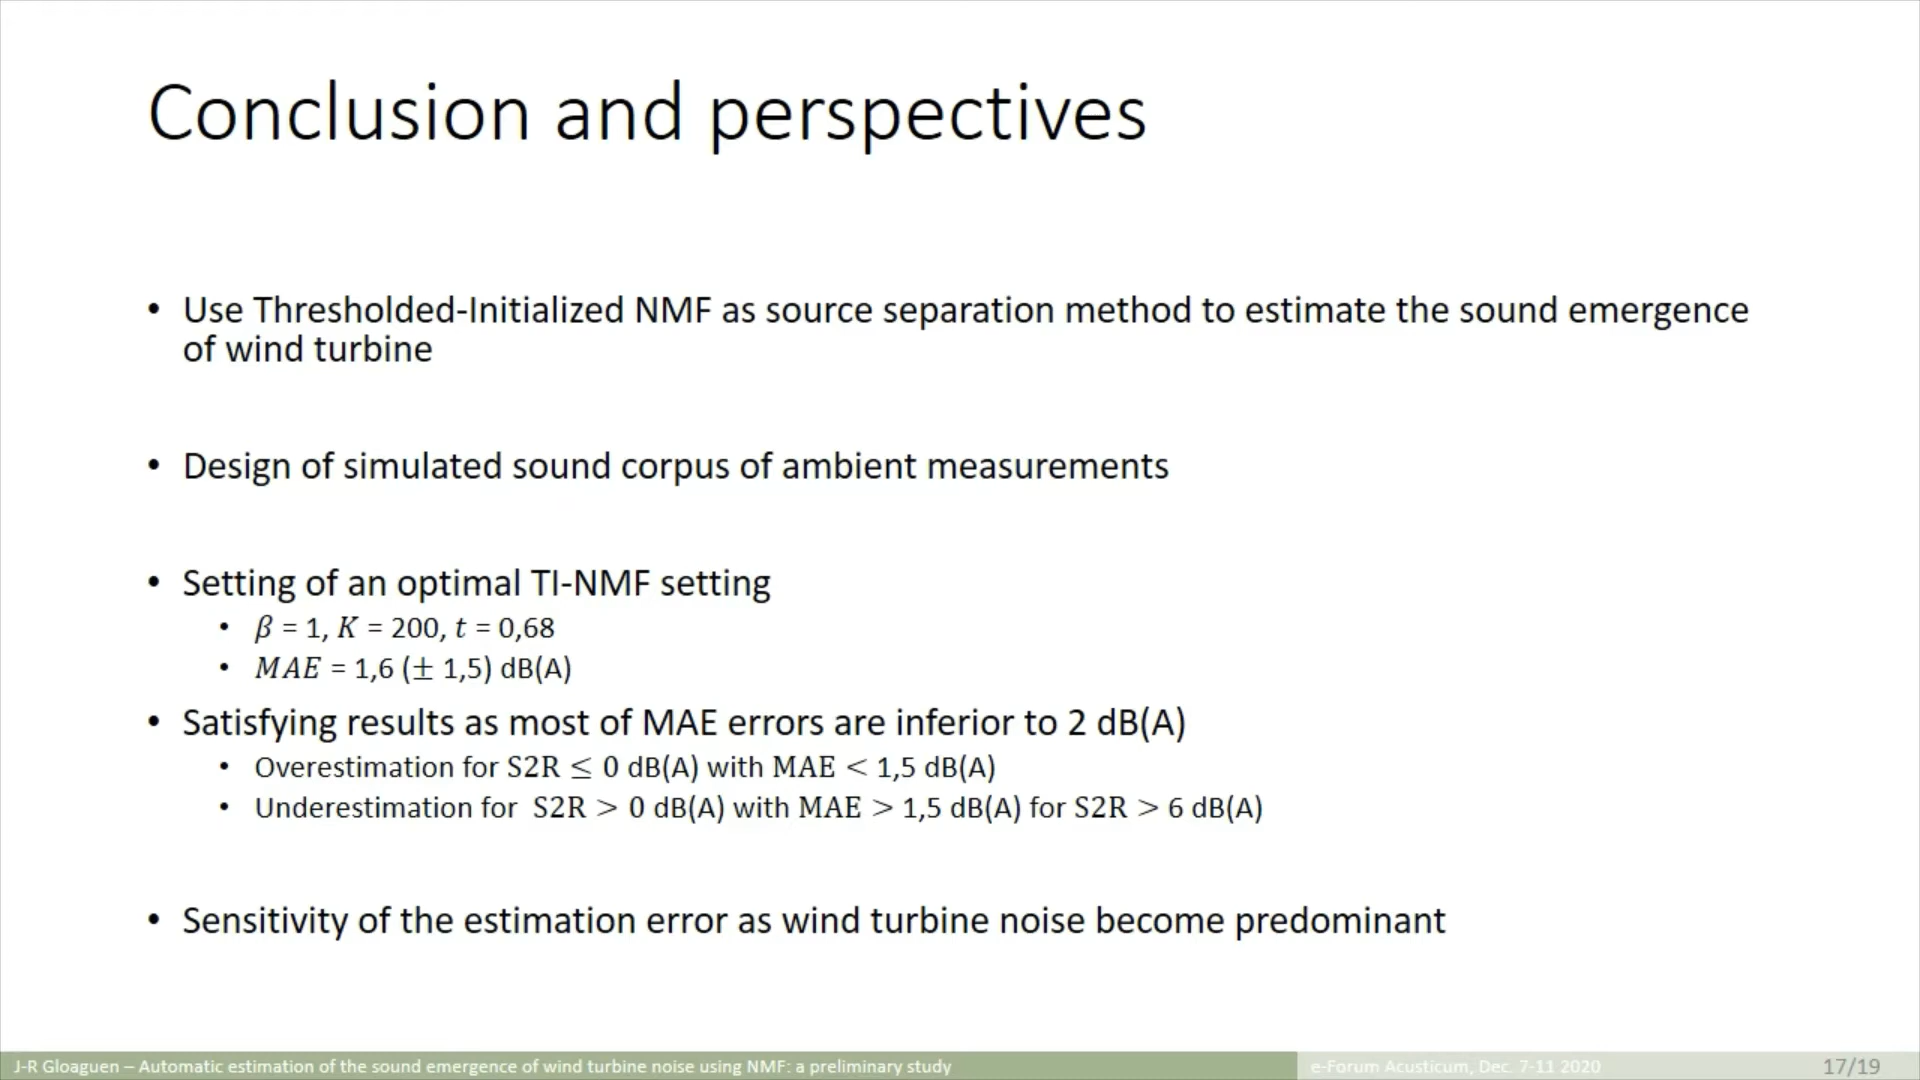 Conclusion and perspectives
• Use Thresholded-Initialized NMF as source separation method to estimate the sound emergence
of wind turbine
• Design of simulated sound corpus of ambient measurements
• Setting of an optimal TI-NMF setting
• β = 1, K = 200, t = 0,68
• MAE = 1,6 (± 1,5) dB(A)
• Satisfying results as most of MAE errors are inferior to 2 dB(A)
• Overestimation for S2R ≤ 0 dB(A) with MAE < 1,5 dB(A)
• Underestimation for S2R > 0 dB(A) with MAE > 1,5 dB(A) for S2R > 6 dB(A)
• Sensitivity of the estimation error as wind turbine noise become predominant
J-R Gloaguen – Automatic estimation of the sound emergence of wind turbine noise using NMF: a preliminary study
e-Forum Acusticum, Dec. 7-11 2020
17/19